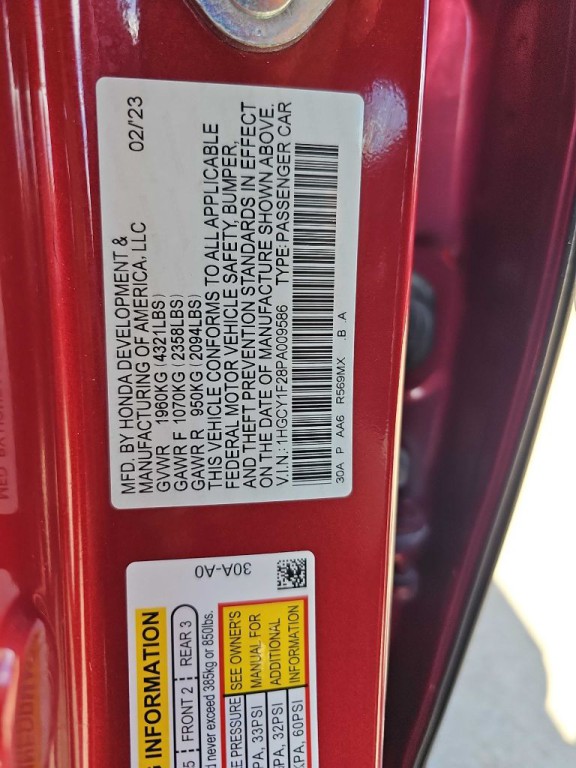 MFD. BY HONDA DEVELOPMENT & 02/23
MANUFACTURING OF AMERICA, LLC
GVWR 1960KG (4321LBS)
GAWR F 1070KG (2358LBS)
GAWR R 950KG (2094LBS)
THIS VEHICLE CONFORMS TO ALL APPLICABLE
FEDERAL MOTOR VEHICLE SAFETY, BUMPER,
AND THEFT PREVENTION STANDARDS IN EFFECT
ON THE DATE OF MANUFACTURE SHOWN ABOVE.
V.I.N.: 1HGCY1F28PA009586 TYPE: PASSENGER CAR
30A P AA6 R569MX .B .A
30A-A0
G INFORMATION
5 FRONT 2 REAR 3
d never exceed 385kg or 850lbs.
E PRESSURE SEE OWNER'S
PA, 33PSI MANUAL FOR
PA, 32PSI ADDITIONAL
KPA, 60PSI INFORMATION